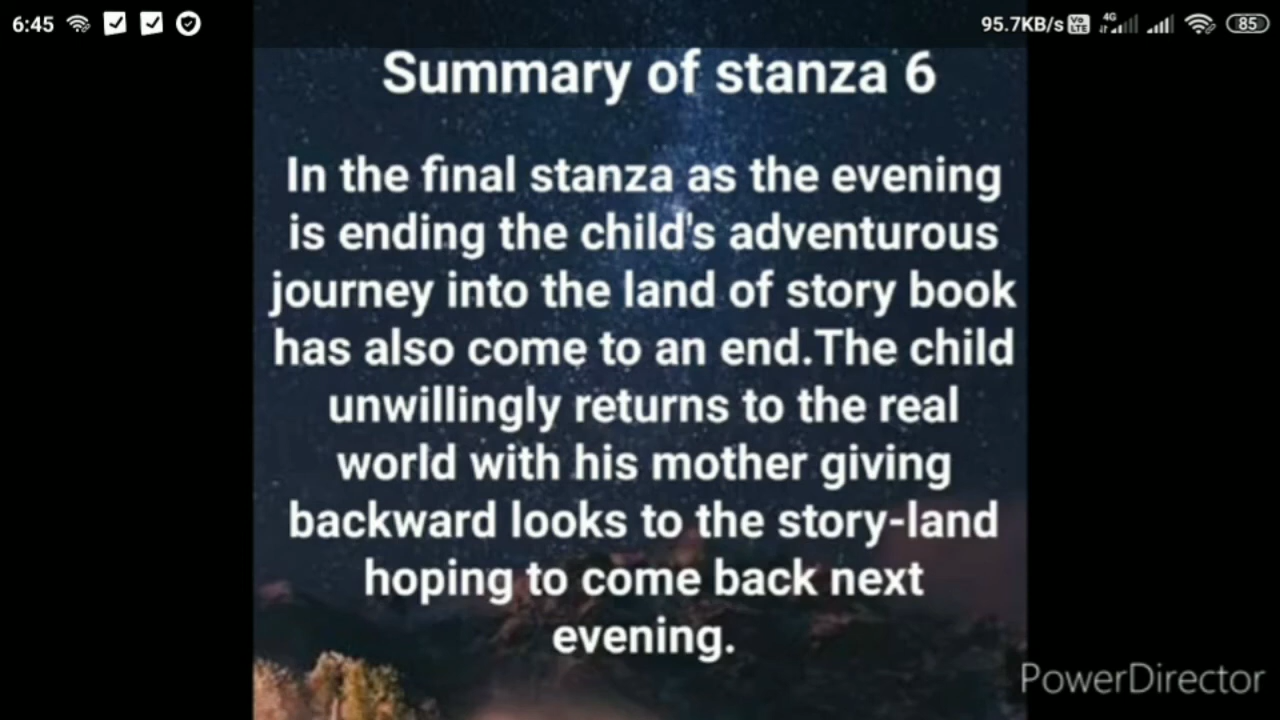 6:45
95.7KB/s Vo LTE 4G 85
Summary of stanza 6
In the final stanza as the evening
is ending the child's adventurous
journey into the land of story book
has also come to an end.The child
unwillingly returns to the real
world with his mother giving
backward looks to the story-land
hoping to come back next
evening.
PowerDirector